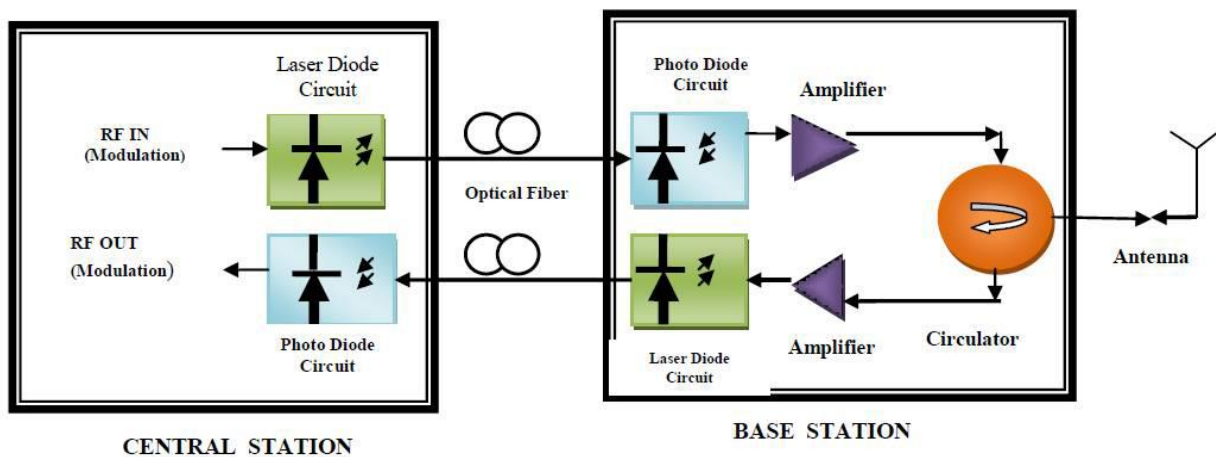 Laser Diode
Circuit
RF IN
(Modulation)
RF OUT
(Modulation)
Photo Diode
Circuit
CENTRAL STATION
Optical Fiber
Photo Diode
Circuit
Amplifier
Laser Diode
Circuit
Amplifier
Circulator
BASE STATION
Antenna